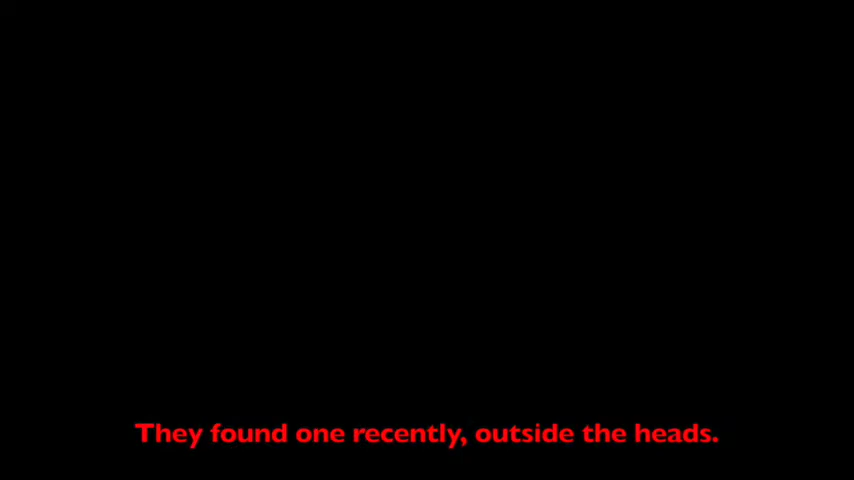 They found one recently, outside the heads.